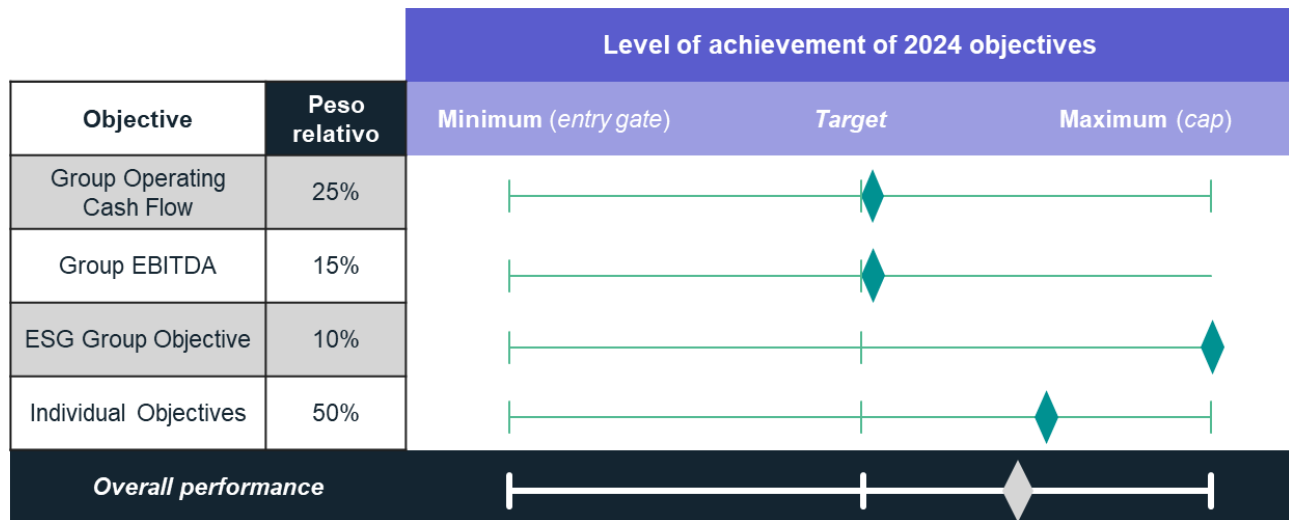 Level of achievement of 2024 objectives
Objective
Peso
relativo
Minimum (entry gate)
Target
Maximum (cap)
Group Operating
Cash Flow
25%
Group EBITDA
15%
ESG Group Objective
10%
Individual Objectives
50%
Overall performance